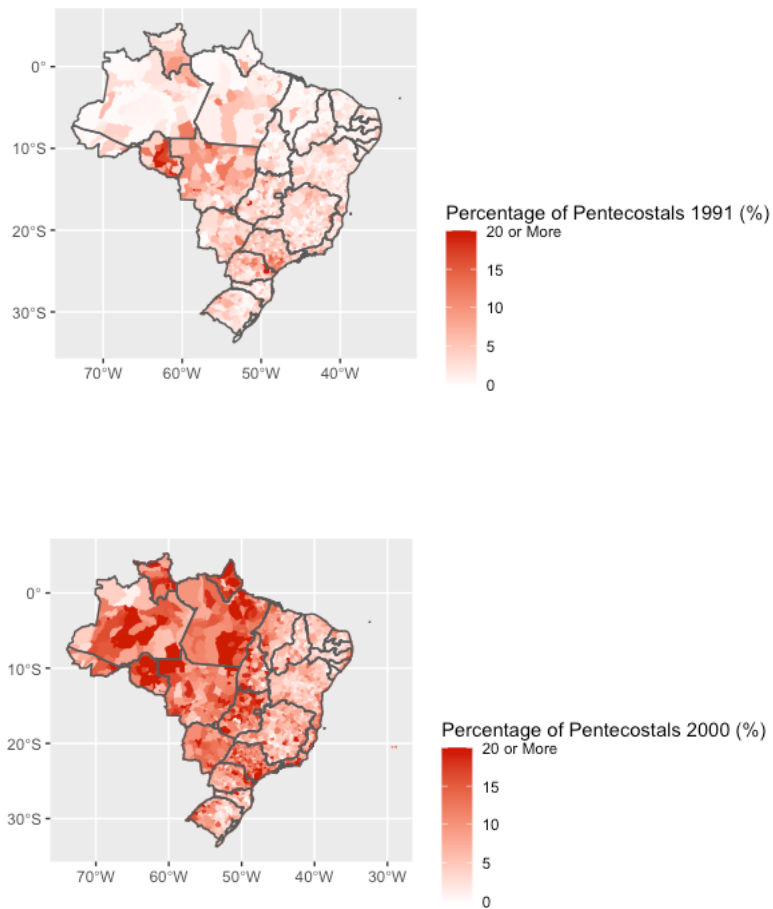 0°
10°S
20°S
30°S
70°W 60°W 50°W 40°W
Percentage of Pentecostals 1991 (%)
20 or More
15
10
5
0
0°
10°S
20°S
30°S
70°W 60°W 50°W 40°W 30°W
Percentage of Pentecostals 2000 (%)
20 or More
15
10
5
0